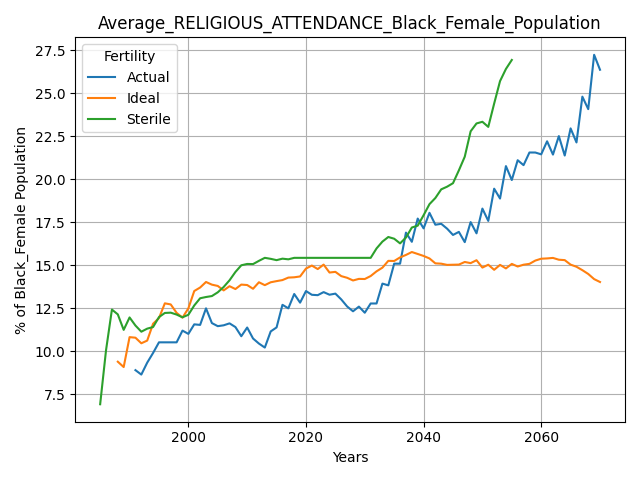 Average_RELIGIOUS_ATTENDANCE_Black_Female_Population
Fertility
Actual
Ideal
Sterile
% of Black_Female Population
27.5
25.0
22.5
20.0
17.5
15.0
12.5
10.0
7.5
2000
2020
2040
2060
Years